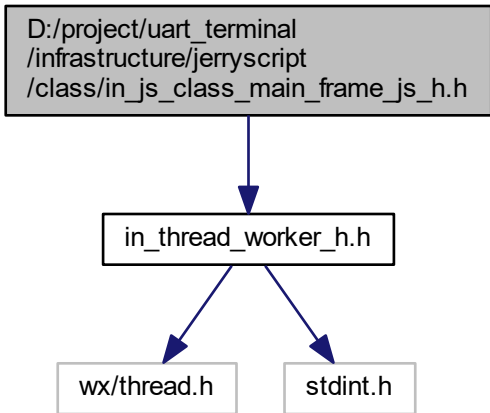 D:/project/uart_terminal
/infrastructure/jerryscript
/class/in_js_class_main_frame_js_h.h
in_thread_worker_h.h
wx/thread.h
stdint.h